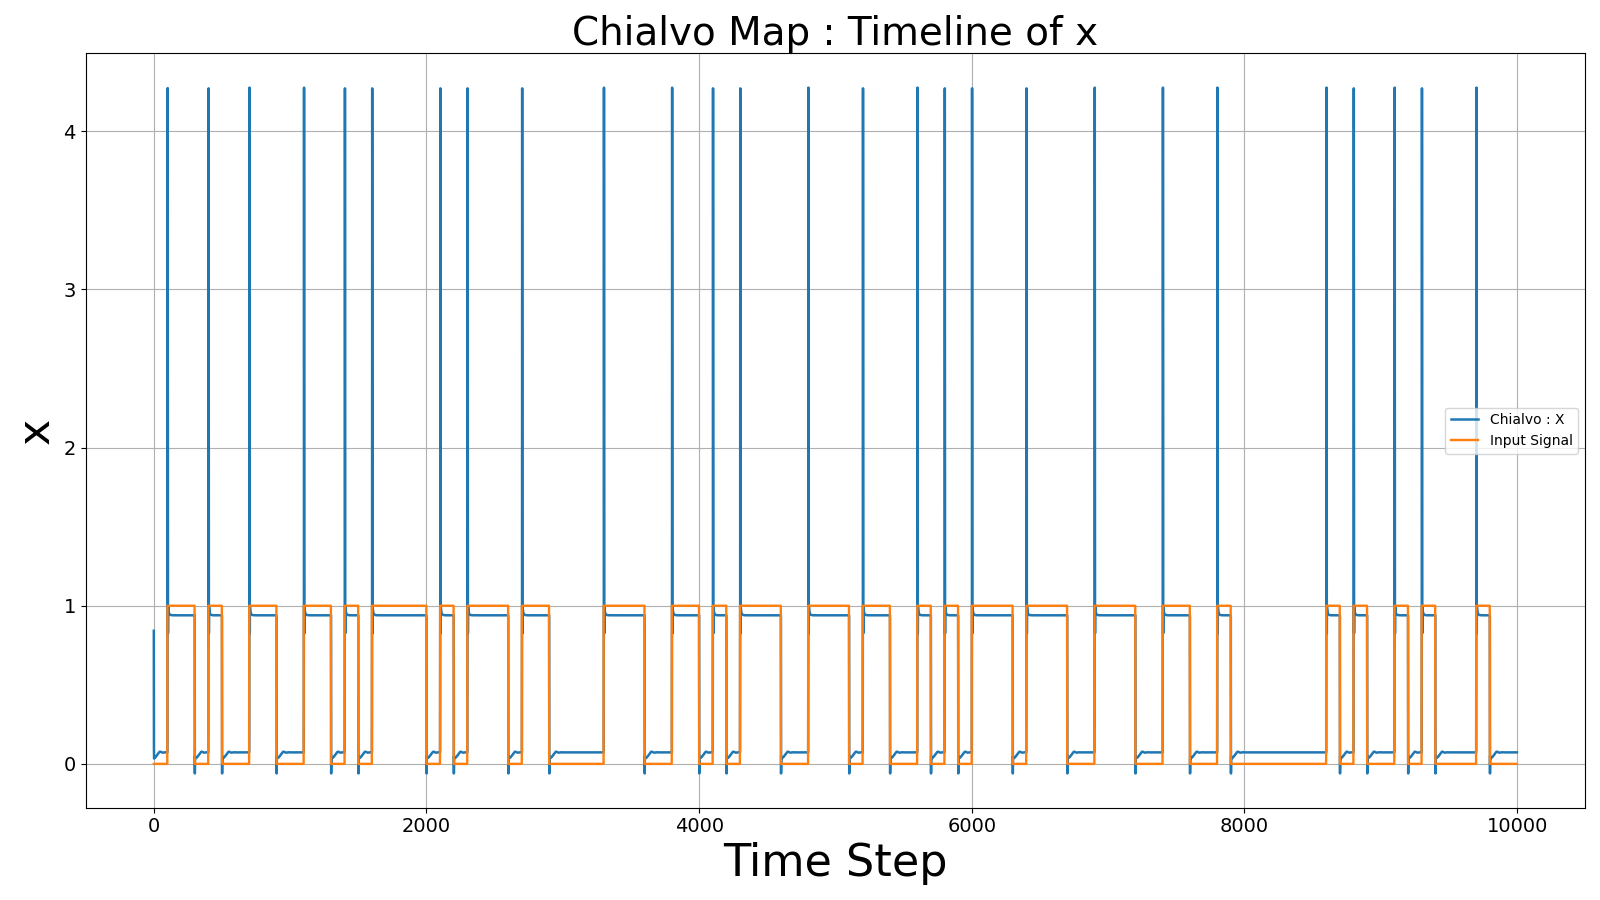 Chialvo Map : Timeline of x
x
4
3
2
1
0
Chialvo : X
Input Signal
0 2000 4000 6000 8000 10000
Time Step